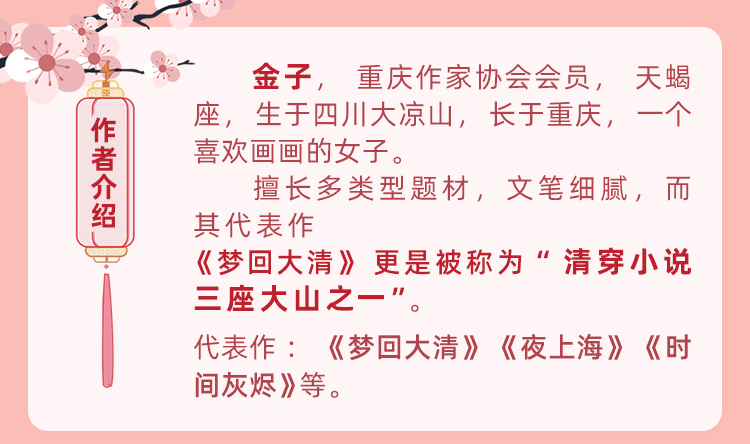 作者介绍
金子， 重庆作家协会会员， 天蝎
座，生于四川大凉山，长于重庆，一个
喜欢画画的女子。
擅长多类型题材，文笔细腻，而
其代表作
《梦回大清》更是被称为“清穿小说
三座大山之一”。
代表作：《梦回大清》《夜上海》《时
间灰烬》等。